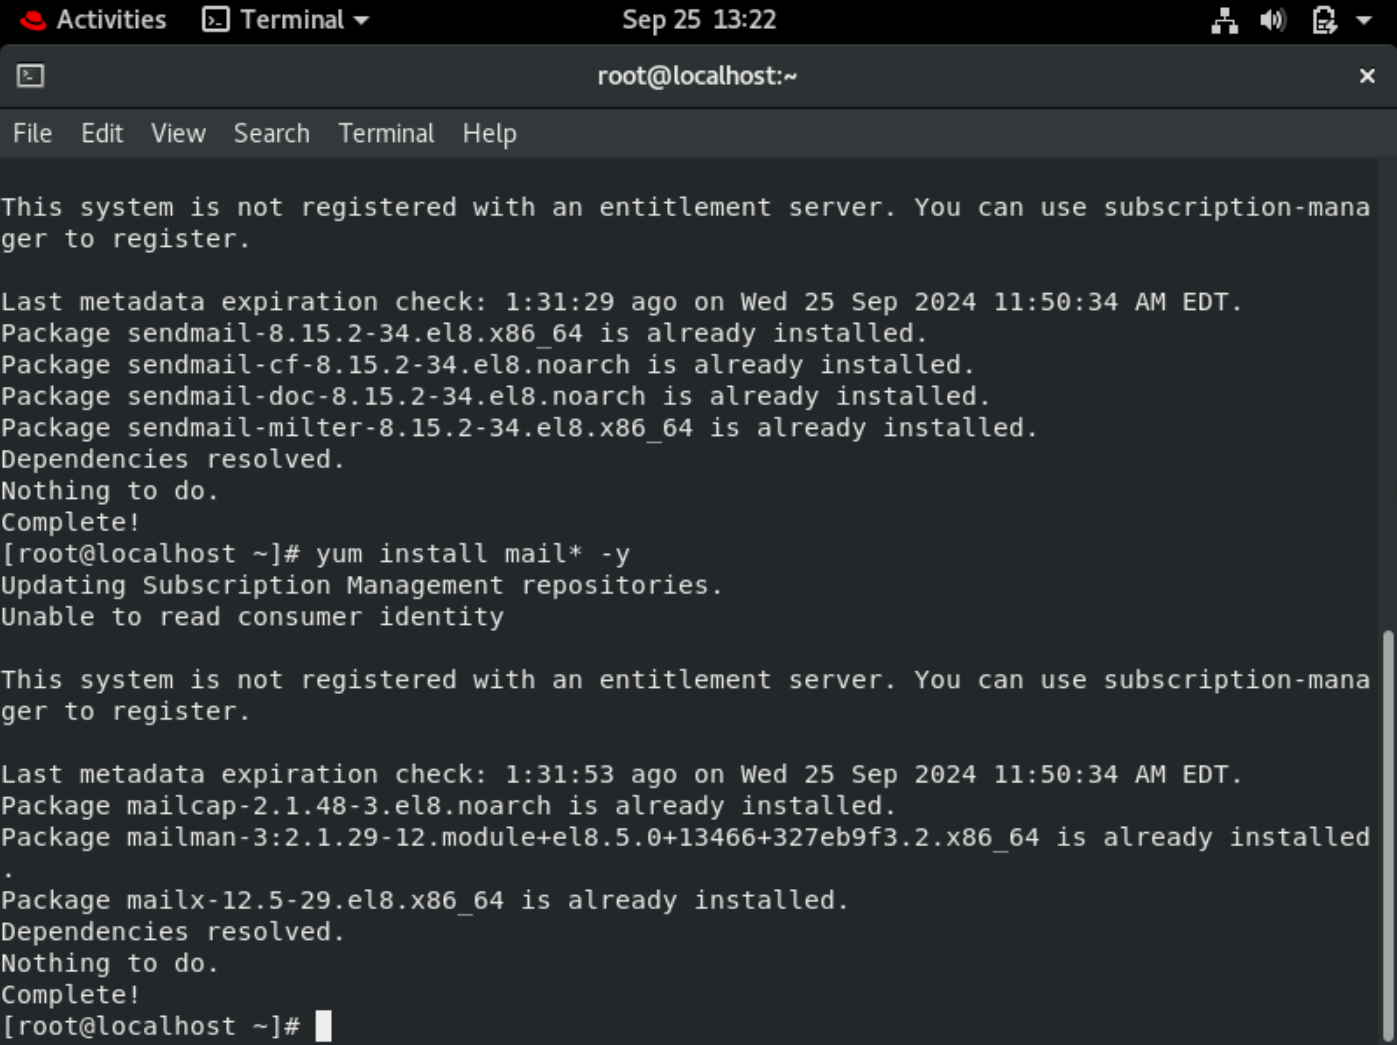 Activities Terminal Sep 25 13:22
root@localhost:~
File Edit View Search Terminal Help
This system is not registered with an entitlement server. You can use subscription-mana
ger to register.
Last metadata expiration check: 1:31:29 ago on Wed 25 Sep 2024 11:50:34 AM EDT.
Package sendmail-8.15.2-34.el8.x86_64 is already installed.
Package sendmail-cf-8.15.2-34.el8.noarch is already installed.
Package sendmail-doc-8.15.2-34.el8.noarch is already installed.
Package sendmail-milter-8.15.2-34.el8.x86_64 is already installed.
Dependencies resolved.
Nothing to do.
Complete!
[root@localhost ~]# yum install mail* -y
Updating Subscription Management repositories.
Unable to read consumer identity
This system is not registered with an entitlement server. You can use subscription-mana
ger to register.
Last metadata expiration check: 1:31:53 ago on Wed 25 Sep 2024 11:50:34 AM EDT.
Package mailcap-2.1.48-3.el8.noarch is already installed.
Package mailman-3:2.1.29-12.module+el8.5.0+13466+327eb9f3.2.x86_64 is already installed
.
Package mailx-12.5-29.el8.x86_64 is already installed.
Dependencies resolved.
Nothing to do.
Complete!
[root@localhost ~]#